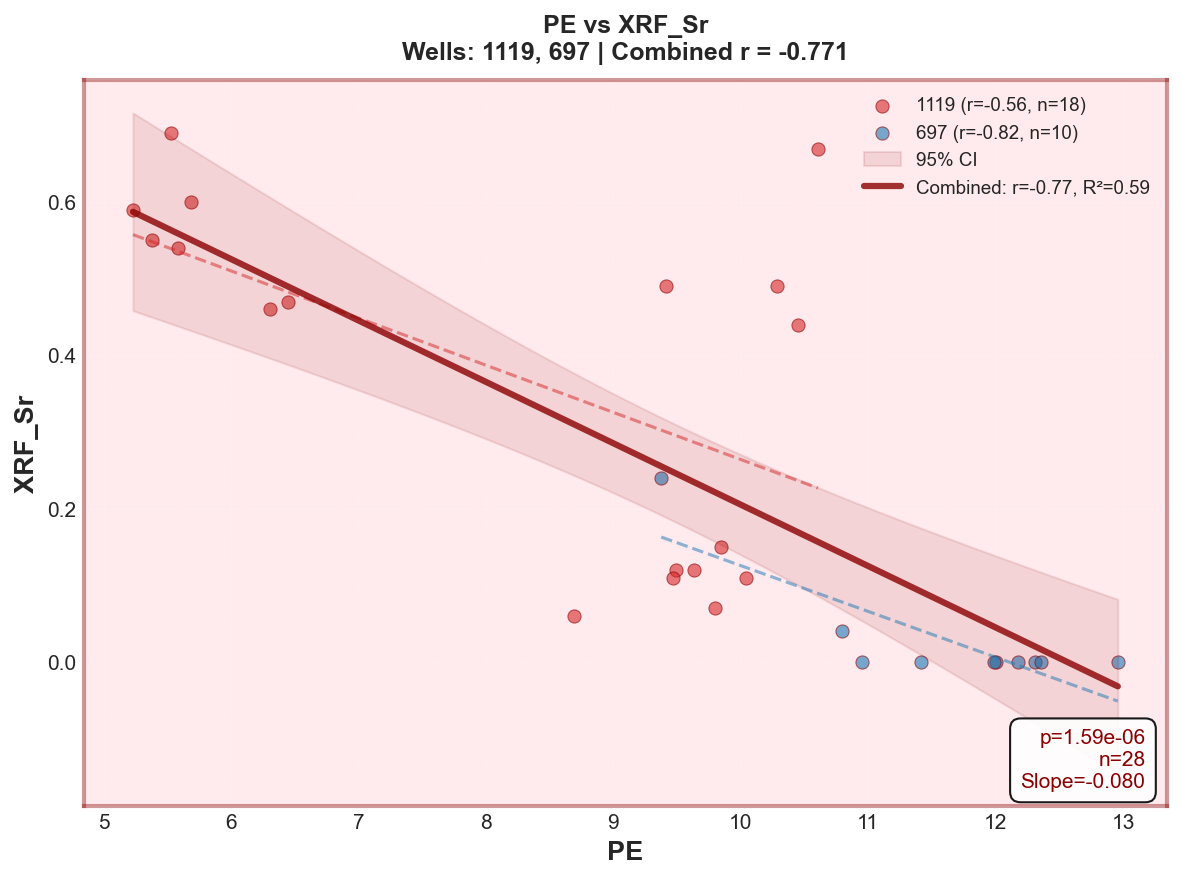 PE vs XRF_Sr
Wells: 1119, 697 | Combined r = -0.771
1119 (r=-0.56, n=18)
697 (r=-0.82, n=10)
95% CI
Combined: r=-0.77, R²=0.59
XRF_Sr
0.6
0.4
0.2
0.0
p=1.59e-06
n=28
Slope=-0.080
5 6 7 8 9 10 11 12 13
PE